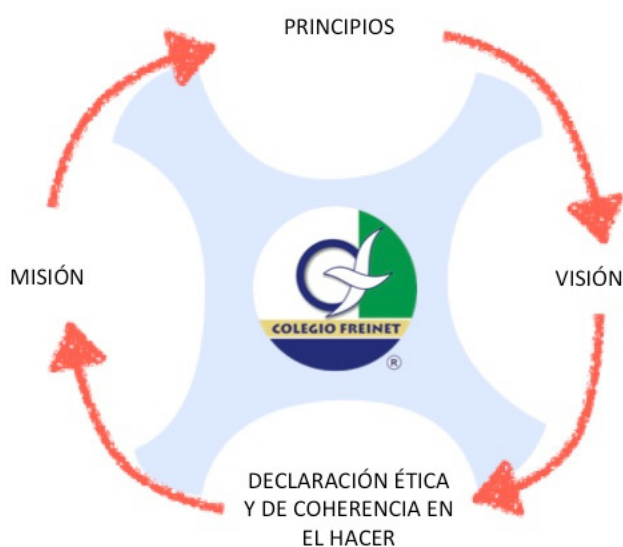 PRINCIPIOS
MISIÓN
VISIÓN
COLEGIO FREINET
®
DECLARACIÓN ÉTICA
Y DE COHERENCIA EN
EL HACER